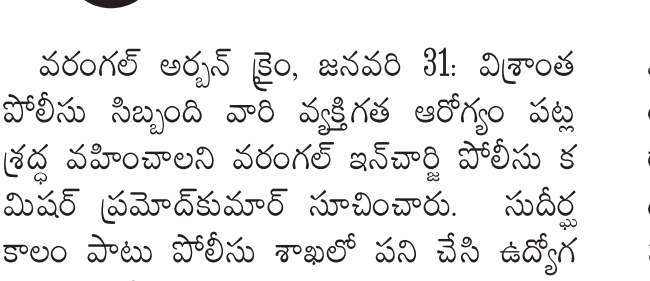 వరంగల్ అర్బన్ క్రైం, జనవరి 31: విశ్రాంత
పోలీసు సిబ్బంది వారి వ్యక్తిగత ఆరోగ్యం పట్ల
శ్రద్ధ వహించాలని వరంగల్ ఇన్‌చార్జి పోలీసు క
మిషర్ ప్రమోద్‌కుమార్ సూచించారు. సుదీర్ఘ
కాలం పాటు పోలీసు శాఖలో పని చేసి ఉద్యోగ